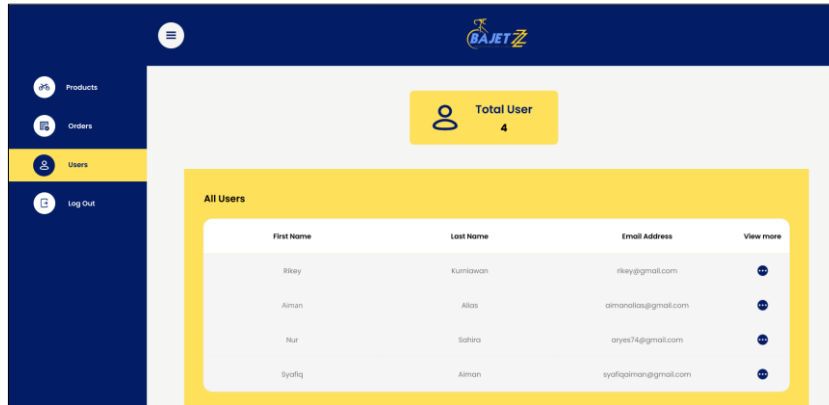 BAJET ZZ
Products
Total User
4
Orders
Users
Log Out
All Users
First Name Last Name Email Address View more
Rikey Kurniawan rikey@gmail.com
Aiman Alias aimanalias@gmail.com
Nur Sahira aryes74@gmail.com
Syafiq Aiman syafiqaiman@gmail.com